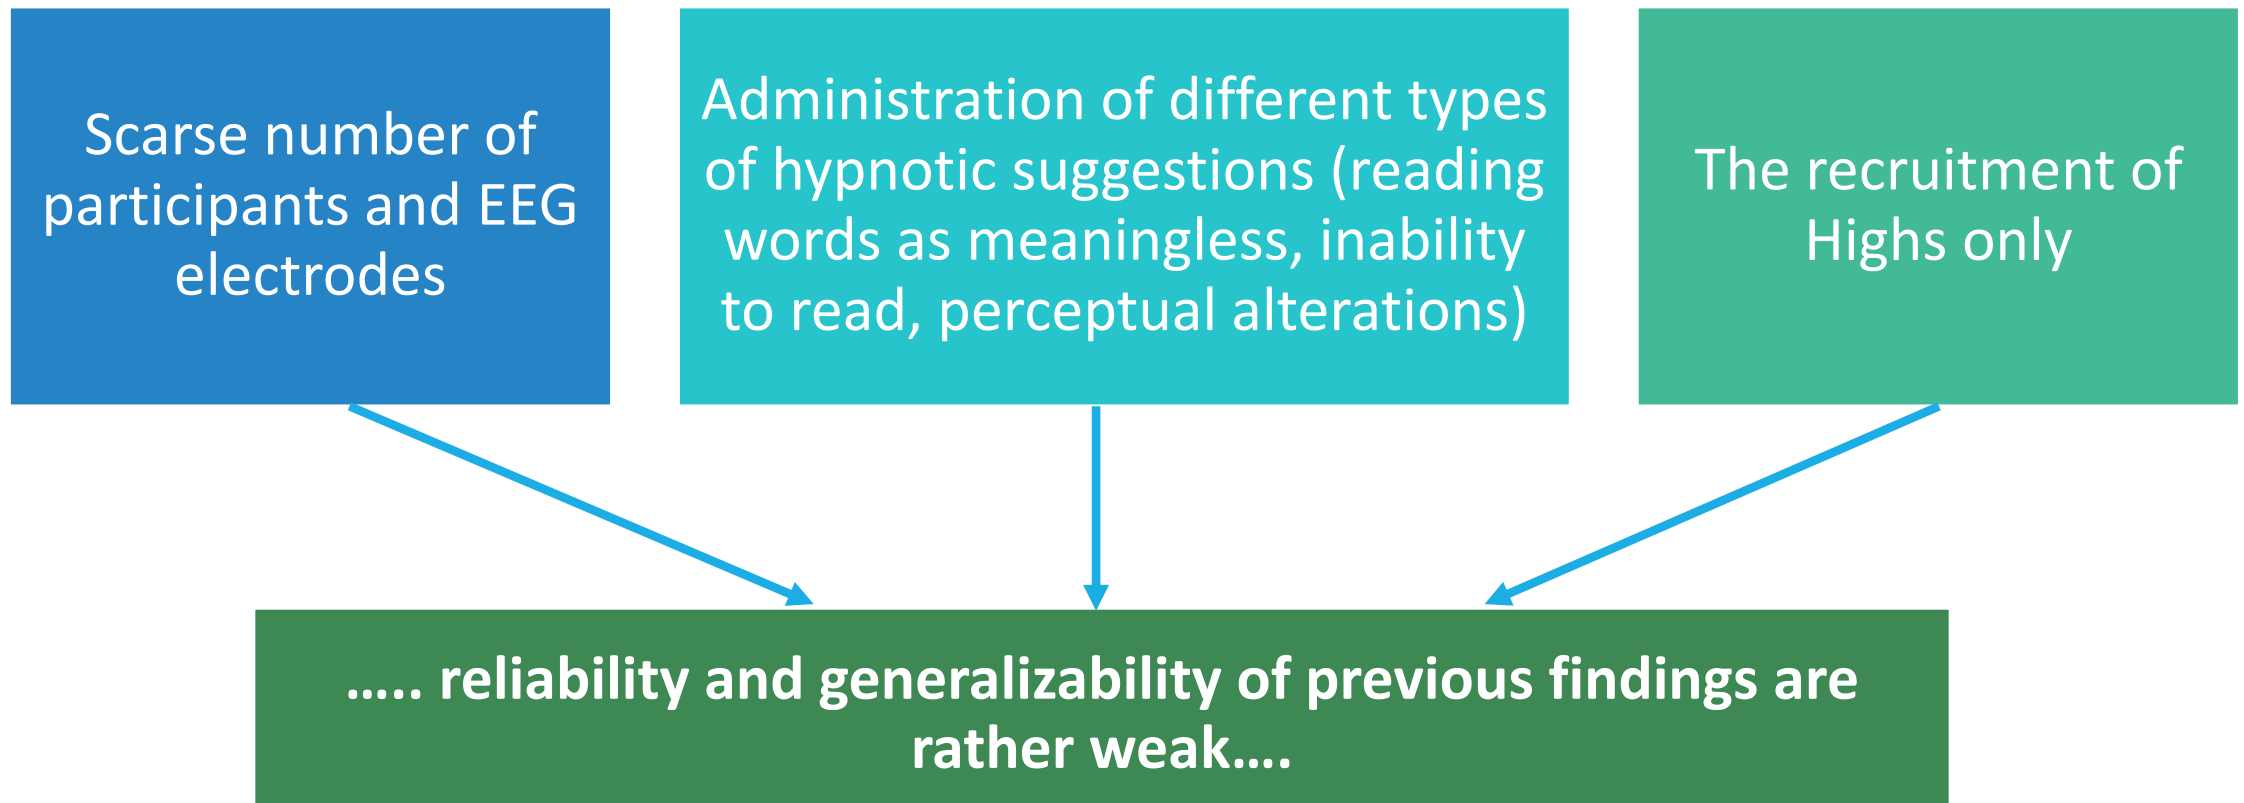 Scarse number of
participants and EEG
electrodes
Administration of different types
of hypnotic suggestions (reading
words as meaningless, inability
to read, perceptual alterations)
The recruitment of
Highs only
….. reliability and generalizability of previous findings are
rather weak….